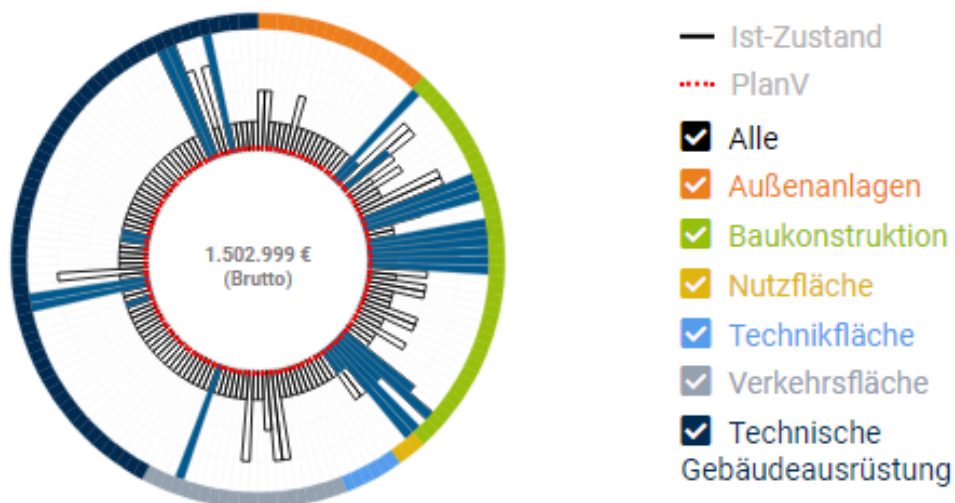 1.502.999 €
(Brutto)
Ist-Zustand
PlanV
Alle
Außenanlagen
Baukonstruktion
Nutzfläche
Technikfläche
Verkehrsfläche
Technische
Gebäudeausrüstung